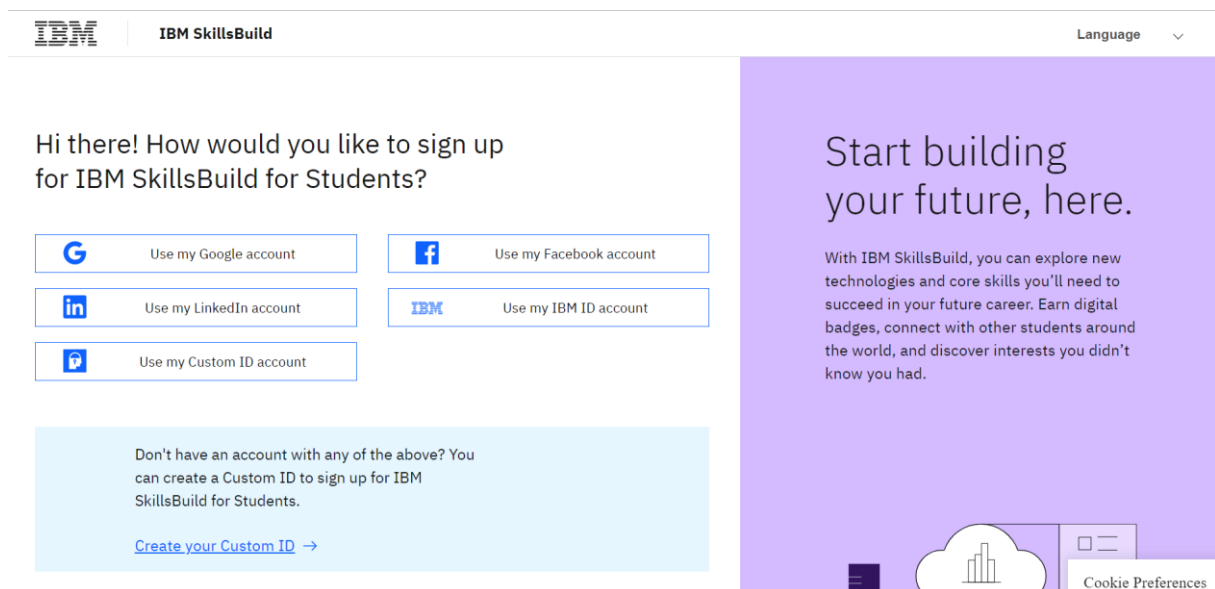 IBM
IBM SkillsBuild
Language
Hi there! How would you like to sign up
for IBM SkillsBuild for Students?
Use my Google account
Use my Facebook account
in
Use my LinkedIn account
IBM
Use my IBM ID account
Use my Custom ID account
Don't have an account with any of the above? You
can create a Custom ID to sign up for IBM
SkillsBuild for Students.
Create your Custom ID →
Start building
your future, here.
With IBM SkillsBuild, you can explore new
technologies and core skills you’ll need to
succeed in your future career. Earn digital
badges, connect with other students around
the world, and discover interests you didn’t
know you had.
Cookie Preferences